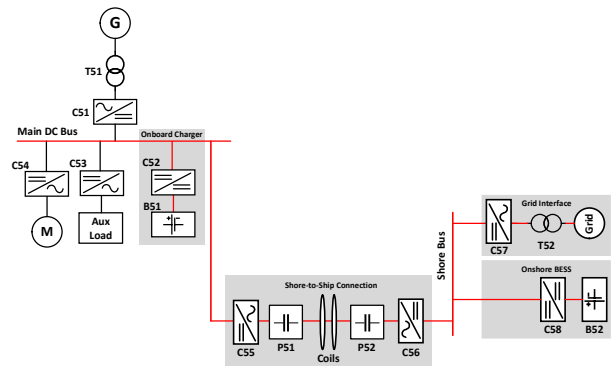 G
T51
C51
Main DC Bus
Onboard Charger
C54
C53
C52
B51
M
Aux
Load
Shore Bus
Grid Interface
Grid
C57
T52
Onshore BESS
C58
B52
Shore-to-Ship Connection
C55
P51
Coils
P52
C56